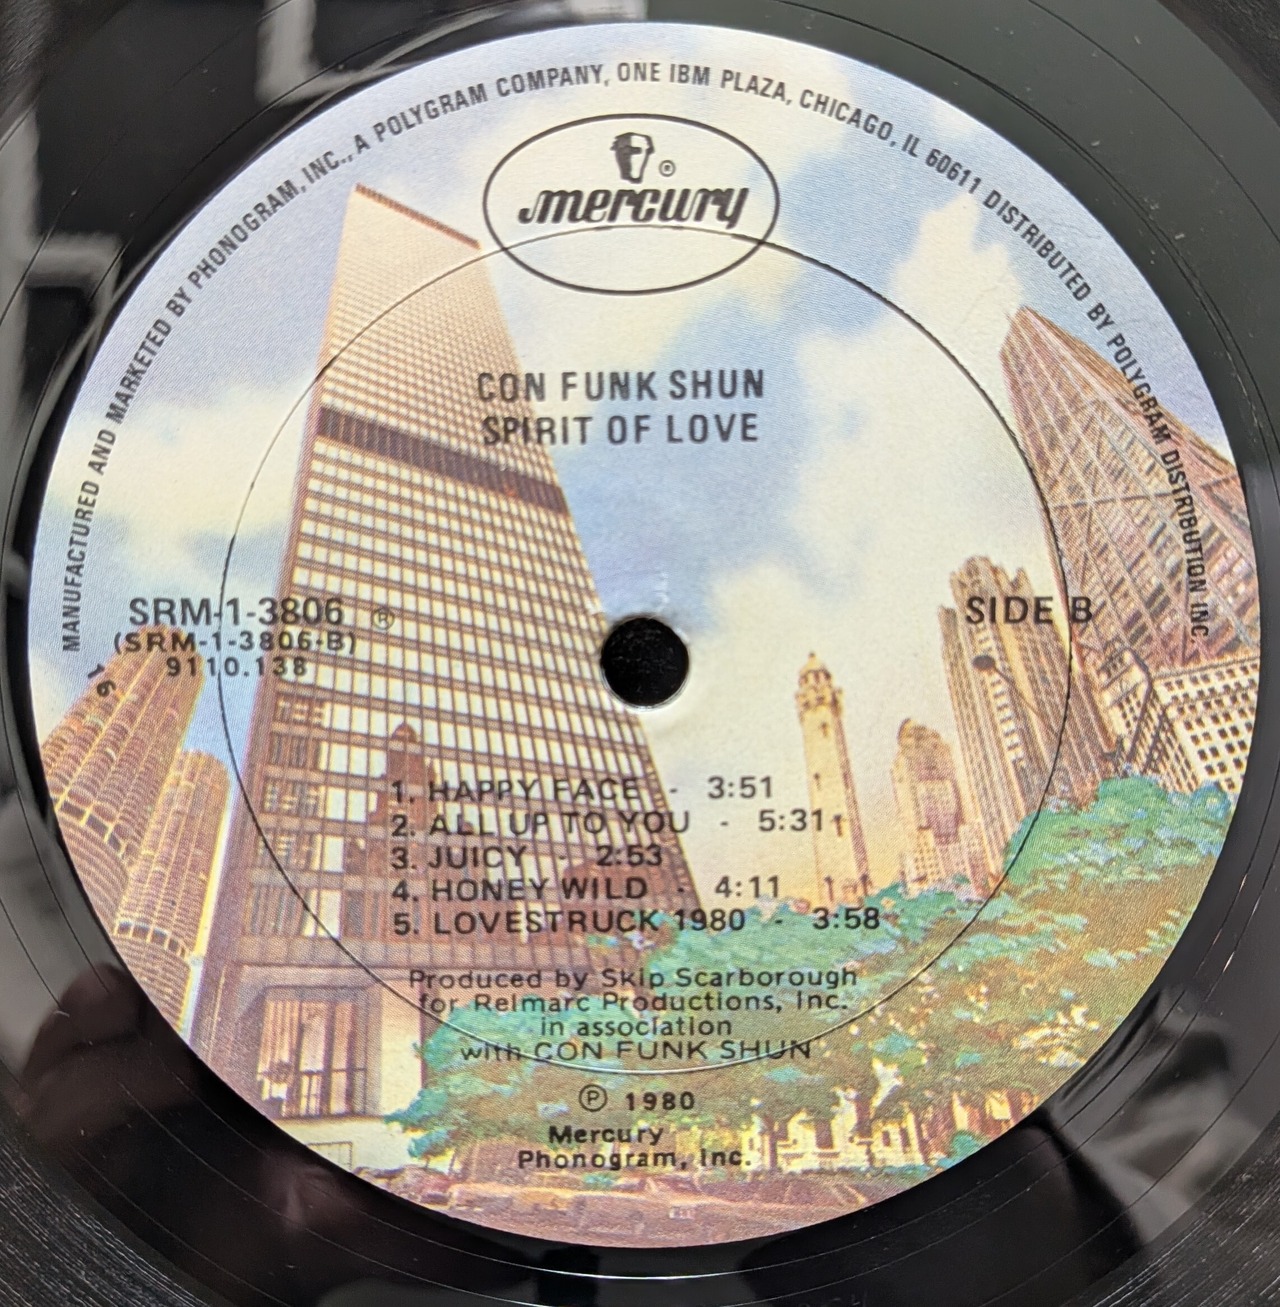 MANUFACTURED AND MARKETED BY PHONOGRAM, INC., A POLYGRAM COMPANY, ONE IBM PLAZA, CHICAGO, IL 60611 DISTRIBUTED BY POLYGRAM DISTRIBUTION INC.
®
mercury
CON FUNK SHUN
SPIRIT OF LOVE
SRM-1-3806 ®
(SRM-1-3806-B)
9110.138
SIDE B
1. HAPPY FACE - 3:51
2. ALL UP TO YOU - 5:31
3. JUICY - 2:53
4. HONEY WILD - 4:11
5. LOVESTRUCK 1980 - 3:58
Produced by Skip Scarborough
for Relmarc Productions, Inc.
in association
with CON FUNK SHUN
Ⓟ 1980
Mercury
Phonogram, Inc.